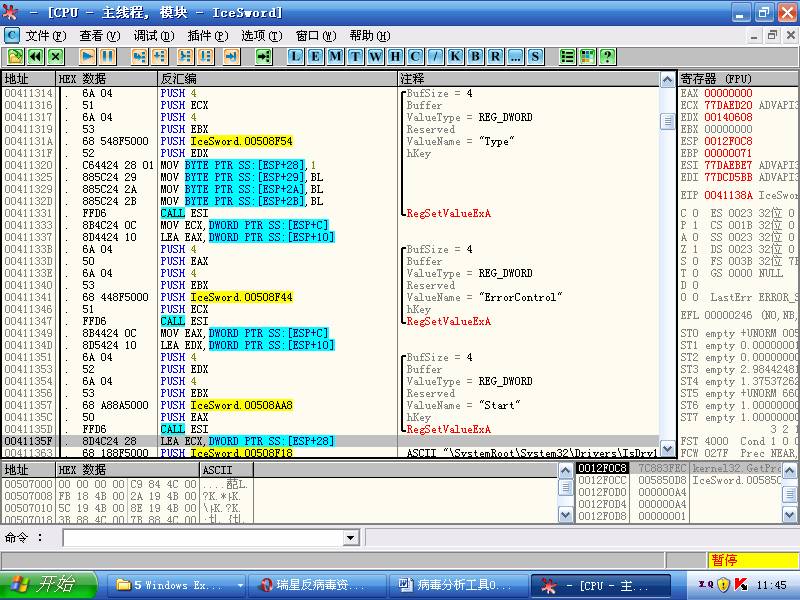 - [CPU - 主线程, 模块 - IceSword]
C 文件(F) 查看(V) 调试(D) 插件(P) 选项(T) 窗口(W) 帮助(H)
L E M T W H C / K B R ... S ?
地址 HEX 数据 反汇编 注释 寄存器 (FPU)
00411314 . 6A 04 PUSH 4 BufSize = 4
00411316 . 51 PUSH ECX Buffer
00411317 . 6A 04 PUSH 4 ValueType = REG_DWORD
00411319 . 53 PUSH EBX Reserved
0041131A . 68 548F5000 PUSH IceSword.00508F54 ValueName = "Type"
0041131F . 52 PUSH EDX hKey
00411320 . C64424 28 01 MOV BYTE PTR SS:[ESP+28],1
00411325 . 885C24 29 MOV BYTE PTR SS:[ESP+29],BL
00411329 . 885C24 2A MOV BYTE PTR SS:[ESP+2A],BL
0041132D . 885C24 2B MOV BYTE PTR SS:[ESP+2B],BL
00411331 . FFD6 CALL ESI RegSetValueExA
00411333 . 8B4C24 0C MOV ECX,DWORD PTR SS:[ESP+C]
00411337 . 8D4424 10 LEA EAX,DWORD PTR SS:[ESP+10]
0041133B . 6A 04 PUSH 4 BufSize = 4
0041133D . 50 PUSH EAX Buffer
0041133E . 6A 04 PUSH 4 ValueType = REG_DWORD
00411340 . 53 PUSH EBX Reserved
00411341 . 68 448F5000 PUSH IceSword.00508F44 ValueName = "ErrorControl"
00411346 . 51 PUSH ECX hKey
00411347 . FFD6 CALL ESI RegSetValueExA
00411349 . 8B4424 0C MOV EAX,DWORD PTR SS:[ESP+C]
0041134D . 8D5424 10 LEA EDX,DWORD PTR SS:[ESP+10]
00411351 . 6A 04 PUSH 4 BufSize = 4
00411353 . 52 PUSH EDX Buffer
00411354 . 6A 04 PUSH 4 ValueType = REG_DWORD
00411356 . 53 PUSH EBX Reserved
00411357 . 68 A88A5000 PUSH IceSword.00508AA8 ValueName = "Start"
0041135C . 50 PUSH EAX hKey
0041135D . FFD6 CALL ESI RegSetValueExA
0041135F . 8D4C24 28 LEA ECX,DWORD PTR SS:[ESP+28]
00411363 . 68 188F5000 PUSH IceSword.00508F18 ASCII "\SystemRoot\System32\Drivers\IsDrv1
EAX 00000000
ECX 77DAED20 ADVAPI3
EDX 00140608
EBX 00000000
ESP 0012F0C8
EBP 00000071
ESI 77DAEBE7 ADVAPI3
EDI 77DCD5BB ADVAPI3
EIP 0041138A IceSwor
C 0 ES 0023 32位 0
P 1 CS 001B 32位 0
A 0 SS 0023 32位 0
Z 1 DS 0023 32位 0
S 0 FS 003B 32位 7
T 0 GS 0000 NULL
D 0
O 0 LastErr ERROR_S
EFL 00000246 (NO,NB,
ST0 empty +UNORM 005
ST1 empty 0.00000000
ST2 empty 0.00000000
ST3 empty 2.98442481
ST4 empty 1.37537262
ST5 empty +UNORM 660
ST6 empty 1.00000000
ST7 empty 1.00000000
3 2 1
FST 4000 Cond 1 0 0
FCW 027F Prec NEAR,
地址 HEX 数据 ASCII
00507000 00 00 00 00 C9 84 4C 00
00507008 FB 18 4B 00 2A 19 4B 00
00507010 5C 19 4B 00 8E 19 4B 00
00507018 3B 88 4C 00 7B 88 4C 00
0012F0C8 7C883FEC kernel32.GetPro
0012F0CC 005850D8 IceSword.005850
0012F0D0 000000A4
0012F0D4 000000A4
0012F0D8 00000001
命令 :
暂停
开始 5 Windows Ex... 瑞星反病毒资... 病毒分析工具0... - [CPU - 主... 11:45